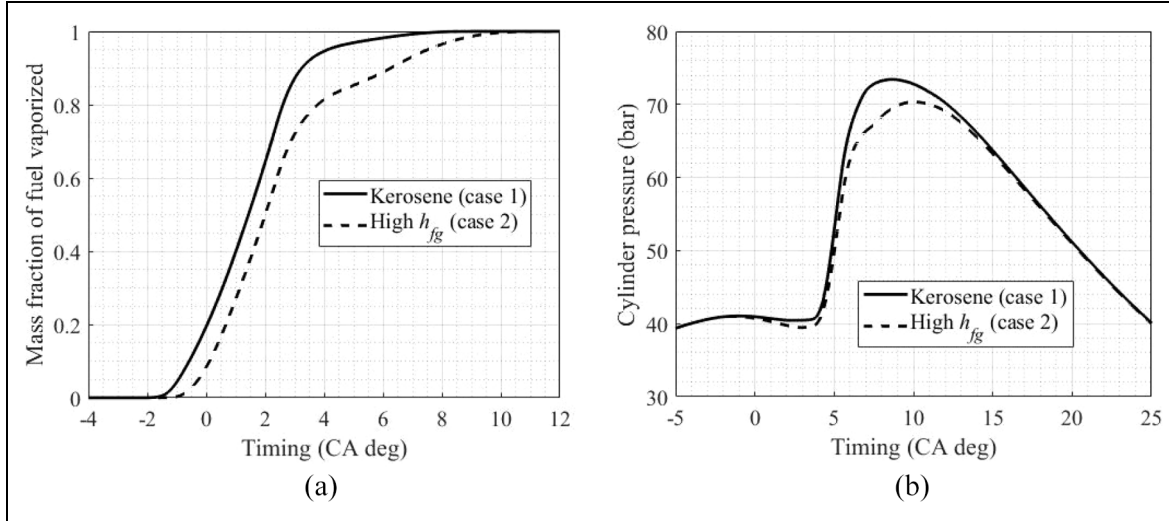 1
0.8
0.6
0.4
0.2
0
Mass fraction of fuel vaporized
Kerosene (case 1)
High h_fg (case 2)
-4 -2 0 2 4 6 8 10 12
Timing (CA deg)
(a)
80
70
60
50
40
30
Cylinder pressure (bar)
Kerosene (case 1)
High h_fg (case 2)
-5 0 5 10 15 20 25
Timing (CA deg)
(b)